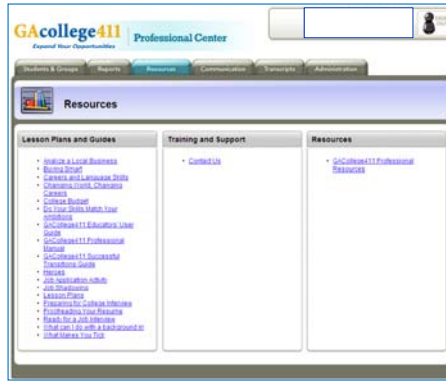 GAcollege411 Professional Center
Expand Your Opportunities
Students & Groups Reports Resources Communication Transcripts Administration
Resources
Lesson Plans and Guides
Analize a Local Business
Buying Smart
Careers and Language Skills
Changing World, Changing
Careers
College Budget
Do Your Skills Match Your
Ambitions
GACollege411 Educators' User
Guide
GACollege411 Professional
Manual
GACollege411 Successful
Transitions Guide
Heroes
Job Application Activity
Job Shadowing
Lesson Plans
Preparing for College Interview
Proofreading Your Resume
Ready for a Job Interview
What can I do with a background in
What Makes You Tick
Training and Support
Contact Us
Resources
GACollege411 Professional
Resources